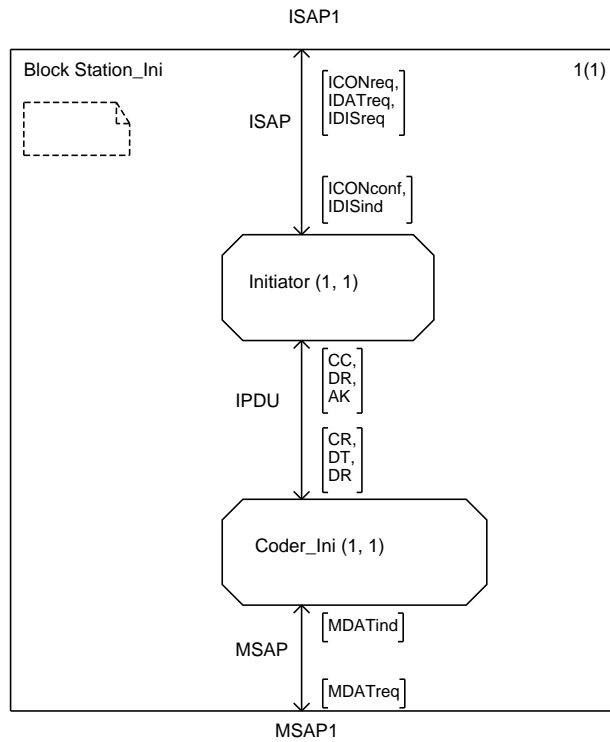 ISAP1
Block Station_Ini
1(1)
ICONreq,
IDATreq,
IDISreq
ISAP
ICONconf,
IDISind
Initiator (1, 1)
CC,
DR,
AK
IPDU
CR,
DT,
DR
Coder_Ini (1, 1)
MDATind
MSAP
MDATreq
MSAP1